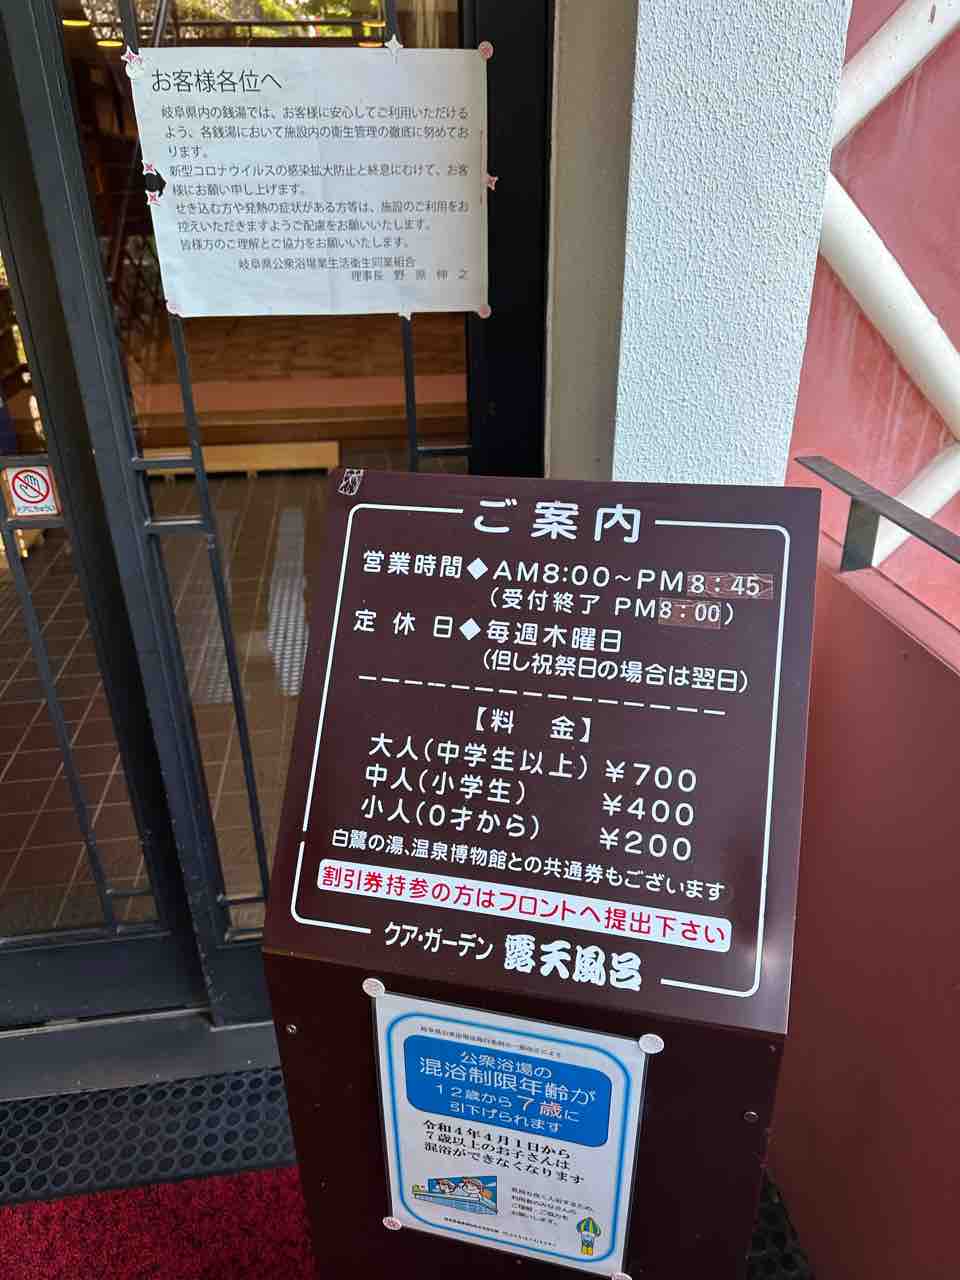 お客様各位へ
岐阜県内の銭湯では、お客様に安心してご利用いただける
よう、各銭湯において施設内の衛生管理の徹底に努めてお
ります。
新型コロナウイルスの感染拡大防止と終息にむけて、お客
様にお願い申し上げます。
せき込む方や発熱の症状がある方等は、施設のご利用をお
控えいただきますようご配慮をお願いいたします。
皆様方のご理解とご協力をお願いいたします。
岐阜県公衆浴場業生活衛生同業組合
理事長 野原伸之
ドアにちゅうい
ご案内
営業時間◆AM8:00～PM8:45
(受付終了 PM8:00)
定休日◆毎週木曜日
(但し祝祭日の場合は翌日)
【料 金】
大人(中学生以上) ¥700
中人(小学生) ¥400
小人(0才から) ¥200
白鷺の湯、温泉博物館との共通券もございます
割引券持参の方はフロントへ提出下さい
クア・ガーデン 露天風呂
公衆浴場の
混浴制限年齢が
12歳から7歳に
引下げられます
令和4年4月1日から
7歳以上のお子さんは
混浴ができなくなります